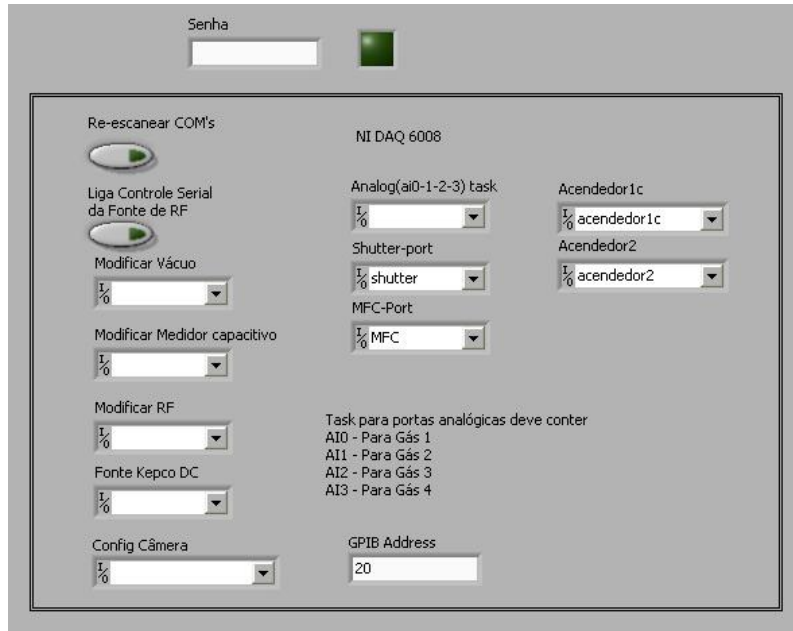 Senha
Re-escanear COM's
Liga Controle Serial
da Fonte de RF
Modificar Vácuo
Modificar Medidor capacitivo
Modificar RF
Fonte Kepco DC
Config Câmera
NI DAQ 6008
Analog(ai0-1-2-3) task
Shutter-port
shutter
MFC-Port
MFC
Acendedor1c
acendedor1c
Acendedor2
acendedor2
Task para portas analógicas deve conter
AI0 - Para Gás 1
AI1 - Para Gás 2
AI2 - Para Gás 3
AI3 - Para Gás 4
GPIB Address
20